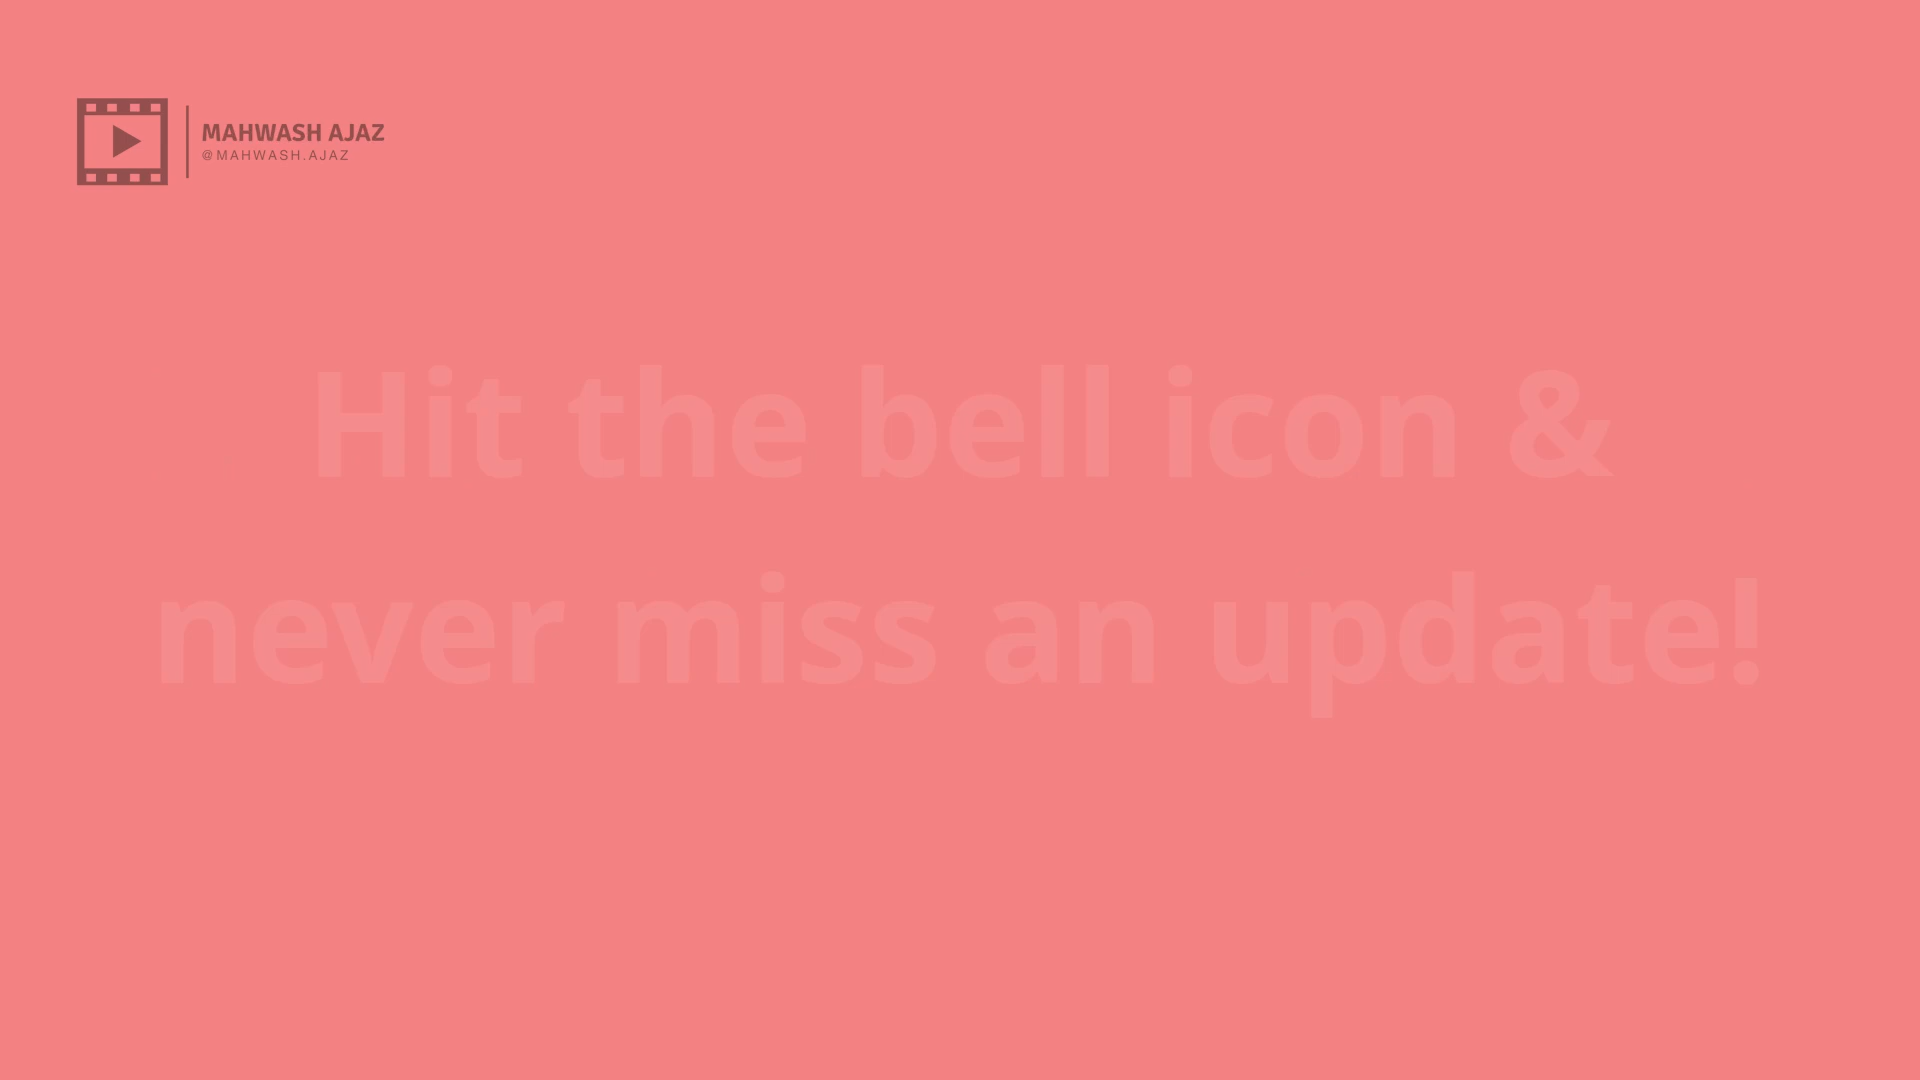 MAHWASH AJAZ
@MAHWASH.AJAZ
Hit the bell icon &
never miss an update!